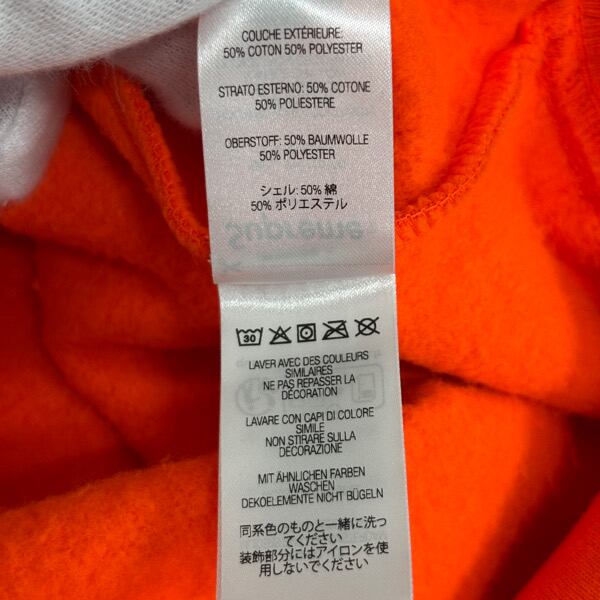 COUCHE EXTÉRIEURE:
50% COTON 50% POLYESTER
STRATO ESTERNO: 50% COTONE
50% POLIESTERE
OBERSTOFF: 50% BAUMWOLLE
50% POLYESTER
シェル: 50% 綿
50% ポリエステル
Supreme
30
LAVER AVEC DES COULEURS
SIMILAIRES
NE PAS REPASSER LA
DÉCORATION
LAVARE CON CAPI DI COLORE
SIMILE
NON STIRARE SULLA
DECORAZIONE
MIT ÄHNLICHEN FARBEN
WASCHEN
DEKOELEMENTE NICHT BÜGELN
同系色のものと一緒に洗っ
てください
装飾部分にはアイロンを使
用しないでください